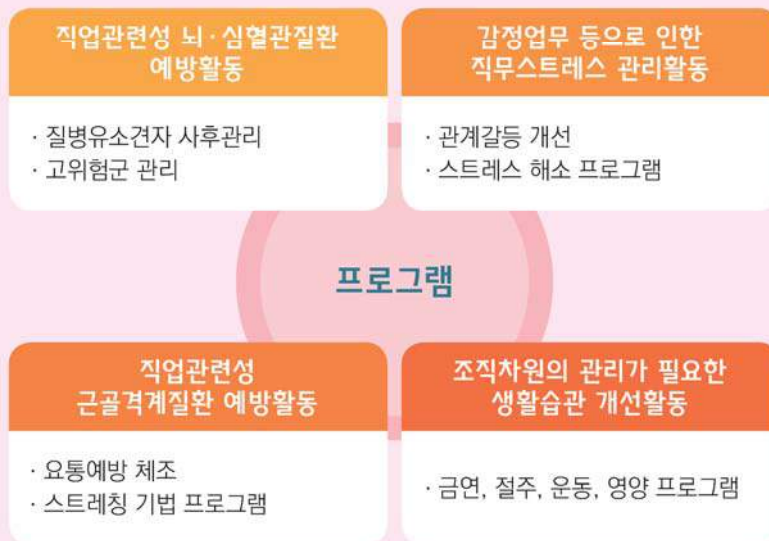 직업관련성 뇌·심혈관질환
예방활동
· 질병유소견자 사후관리
· 고위험군 관리
감정업무 등으로 인한
직무스트레스 관리활동
· 관계갈등 개선
· 스트레스 해소 프로그램
프로그램
직업관련성
근골격계질환 예방활동
· 요통예방 체조
· 스트레칭 기법 프로그램
조직차원의 관리가 필요한
생활습관 개선활동
· 금연, 절주, 운동, 영양 프로그램